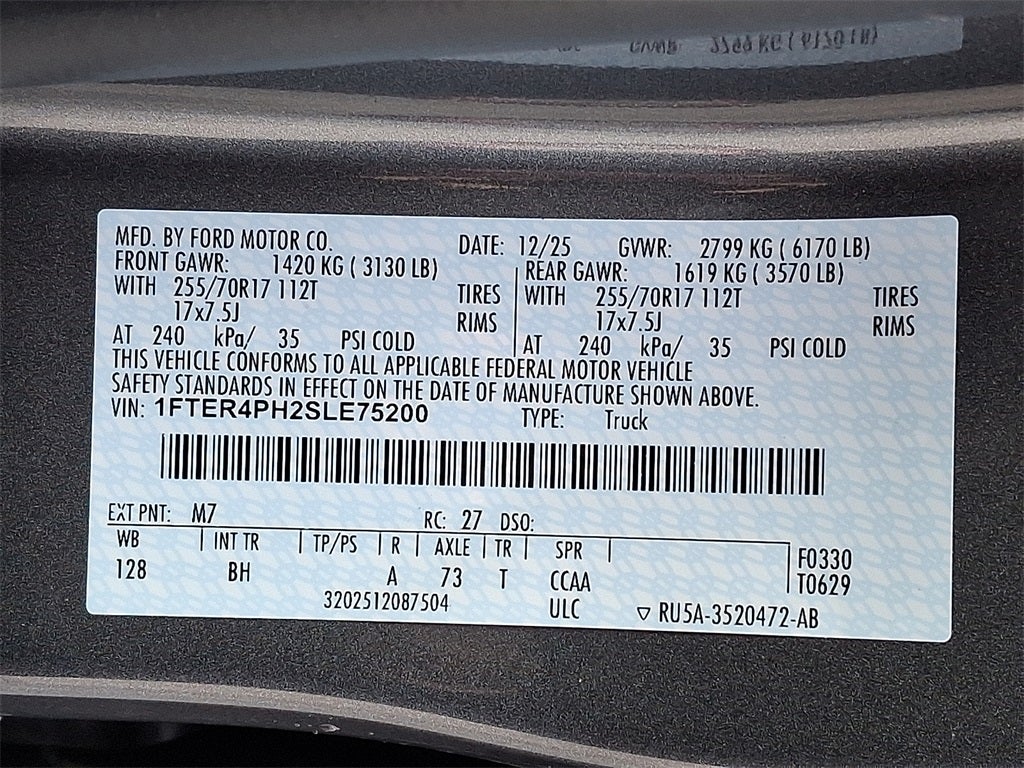 MFD. BY FORD MOTOR CO. DATE: 12/25 GVWR: 2799 KG ( 6170 LB)
FRONT GAWR: 1420 KG ( 3130 LB) REAR GAWR: 1619 KG ( 3570 LB)
WITH 255/70R17 112T TIRES WITH 255/70R17 112T TIRES
17x7.5J RIMS 17x7.5J RIMS
AT 240 kPa/ 35 PSI COLD AT 240 kPa/ 35 PSI COLD
THIS VEHICLE CONFORMS TO ALL APPLICABLE FEDERAL MOTOR VEHICLE
SAFETY STANDARDS IN EFFECT ON THE DATE OF MANUFACTURE SHOWN ABOVE.
VIN: 1FTER4PH2SLE75200 TYPE: Truck
EXT PNT: M7 RC: 27 DSO:
WB INT TR TP/PS R AXLE TR SPR F0330
128 BH A 73 T CCAA T0629
3202512087504 ULC ▽ RU5A-3520472-AB